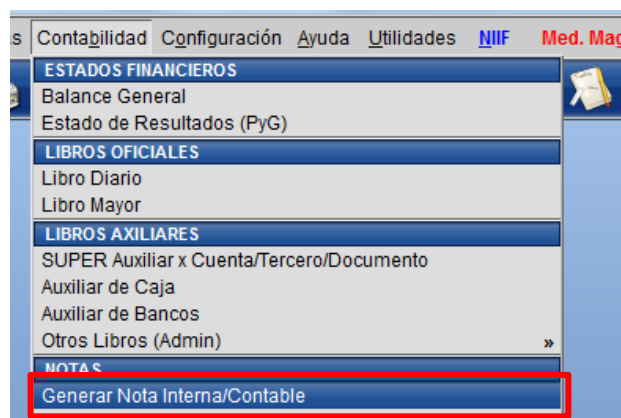 s Contabilidad Configuración Ayuda Utilidades NIIF Med. Mag
ESTADOS FINANCIEROS
Balance General
Estado de Resultados (PyG)
LIBROS OFICIALES
Libro Diario
Libro Mayor
LIBROS AXILIARES
SUPER Auxiliar x Cuenta/Tercero/Documento
Auxiliar de Caja
Auxiliar de Bancos
Otros Libros (Admin) »
NOTAS
Generar Nota Interna/Contable